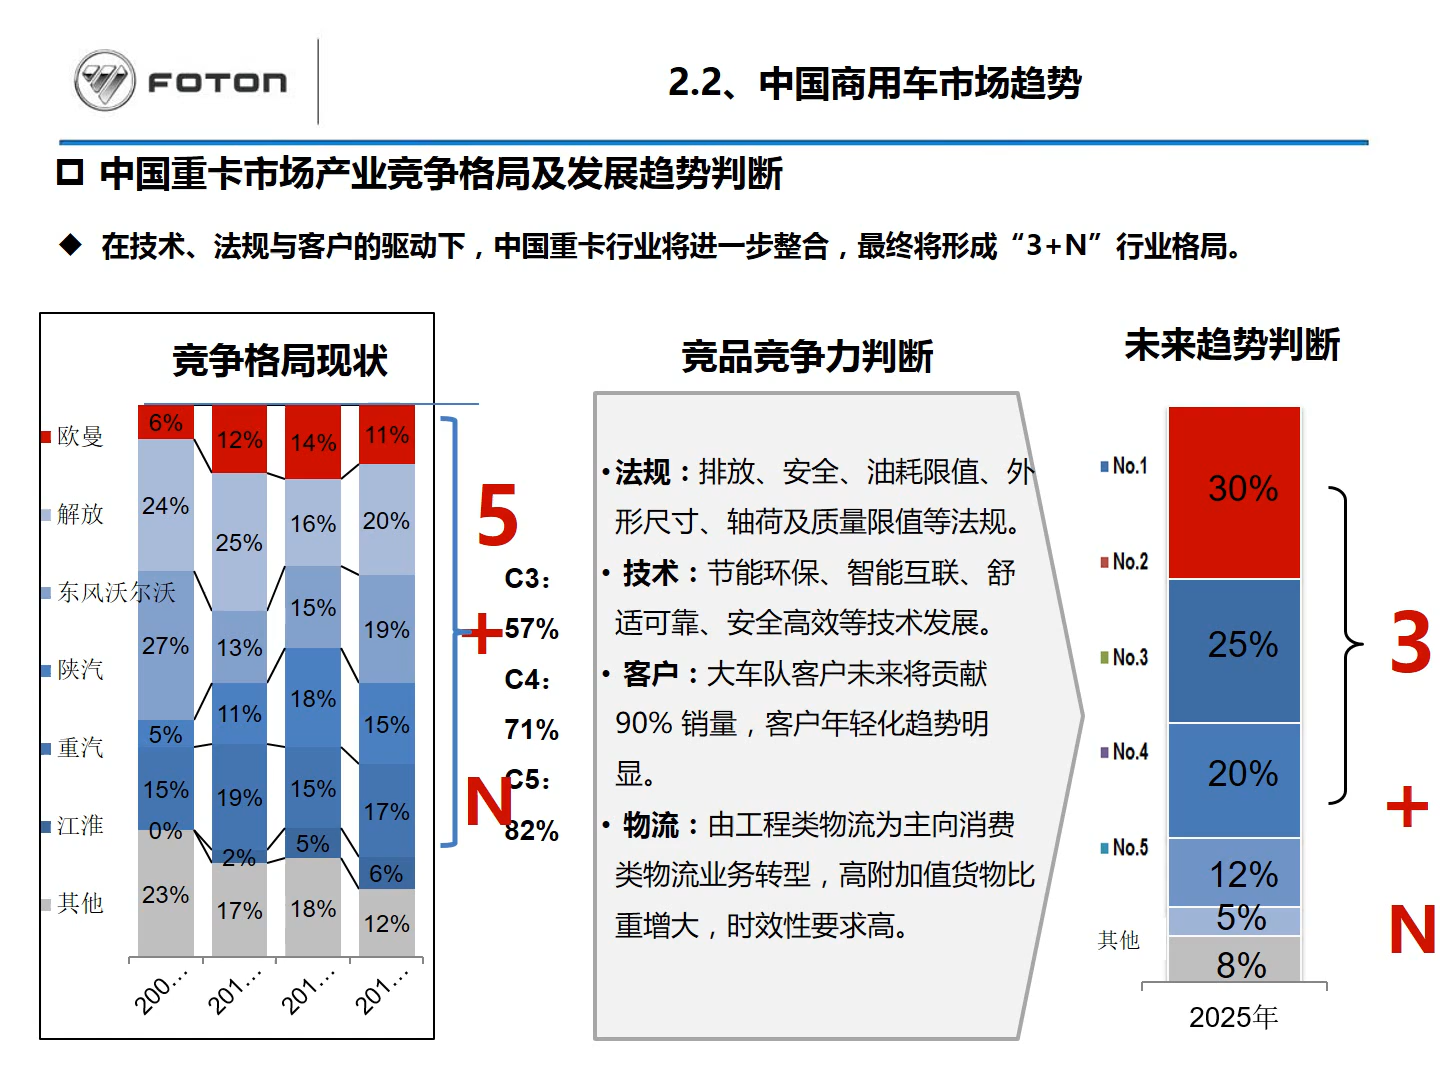 FOTON
2.2、中国商用车市场趋势
中国重卡市场产业竞争格局及发展趋势判断
在技术、法规与客户的驱动下，中国重卡行业将进一步整合，最终将形成“3+N”行业格局。
竞争格局现状
欧曼
解放
东风沃尔沃
陕汽
重汽
江淮
其他
6%
24%
27%
5%
15%
0%
23%
12%
25%
13%
11%
19%
2%
17%
14%
16%
15%
18%
15%
5%
18%
11%
20%
19%
15%
17%
6%
12%
200…
201…
201…
201…
5
+
N
C3：
57%
C4：
71%
C5：
82%
竞品竞争力判断
•法规：排放、安全、油耗限值、外
形尺寸、轴荷及质量限值等法规。
• 技术：节能环保、智能互联、舒
适可靠、安全高效等技术发展。
• 客户：大车队客户未来将贡献
90% 销量，客户年轻化趋势明
显。
• 物流：由工程类物流为主向消费
类物流业务转型，高附加值货物比
重增大，时效性要求高。
未来趋势判断
No.1
No.2
No.3
No.4
No.5
其他
30%
25%
20%
12%
5%
8%
2025年
3
+
N